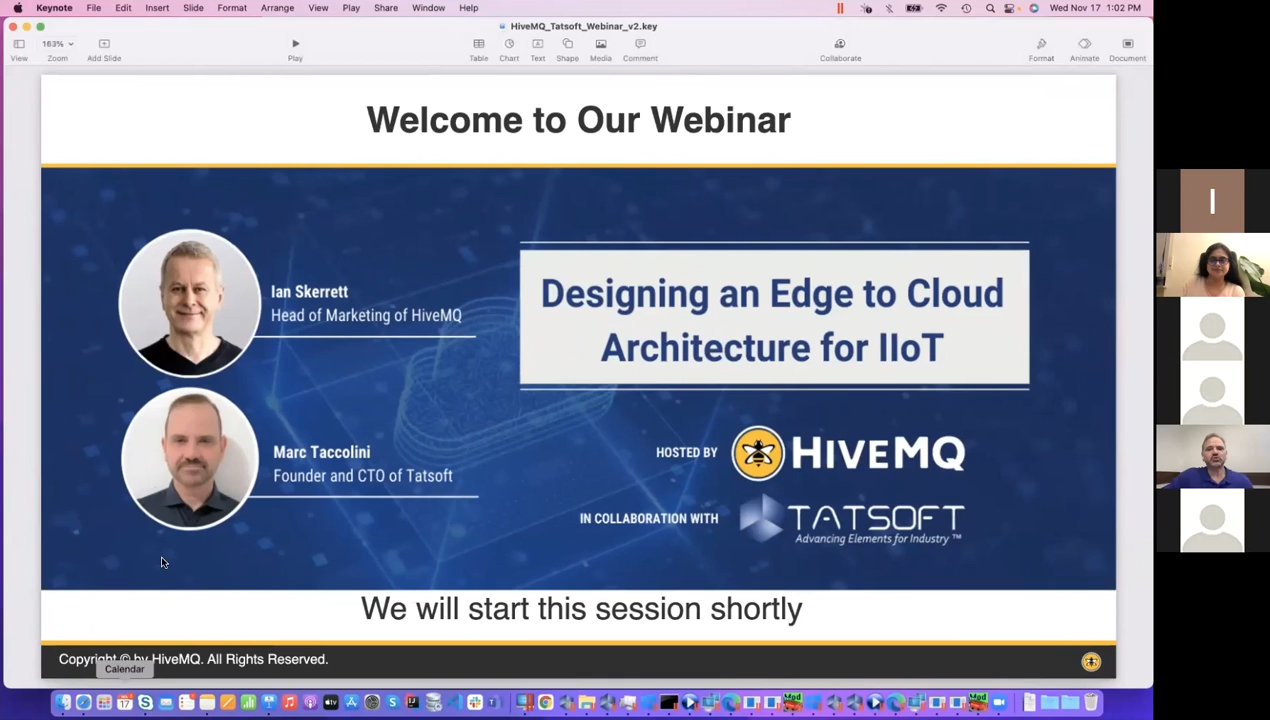 Keynote File Edit Insert Slide Format Arrange View Play Share Window Help Wed Nov 17 1:02 PM
HiveMQ_Tatsoft_Webinar_v2.key
163%
View Zoom Add Slide Play Table Chart Text Shape Media Comment Collaborate Format Animate Document
Welcome to Our Webinar
Ian Skerrett
Head of Marketing of HiveMQ
Marc Taccolini
Founder and CTO of Tatsoft
Designing an Edge to Cloud
Architecture for IIoT
HOSTED BY HIVEMQ
IN COLLABORATION WITH TATSOFT
Advancing Elements for Industry ™
We will start this session shortly
Copyright © by HiveMQ. All Rights Reserved.
Calendar
I
17